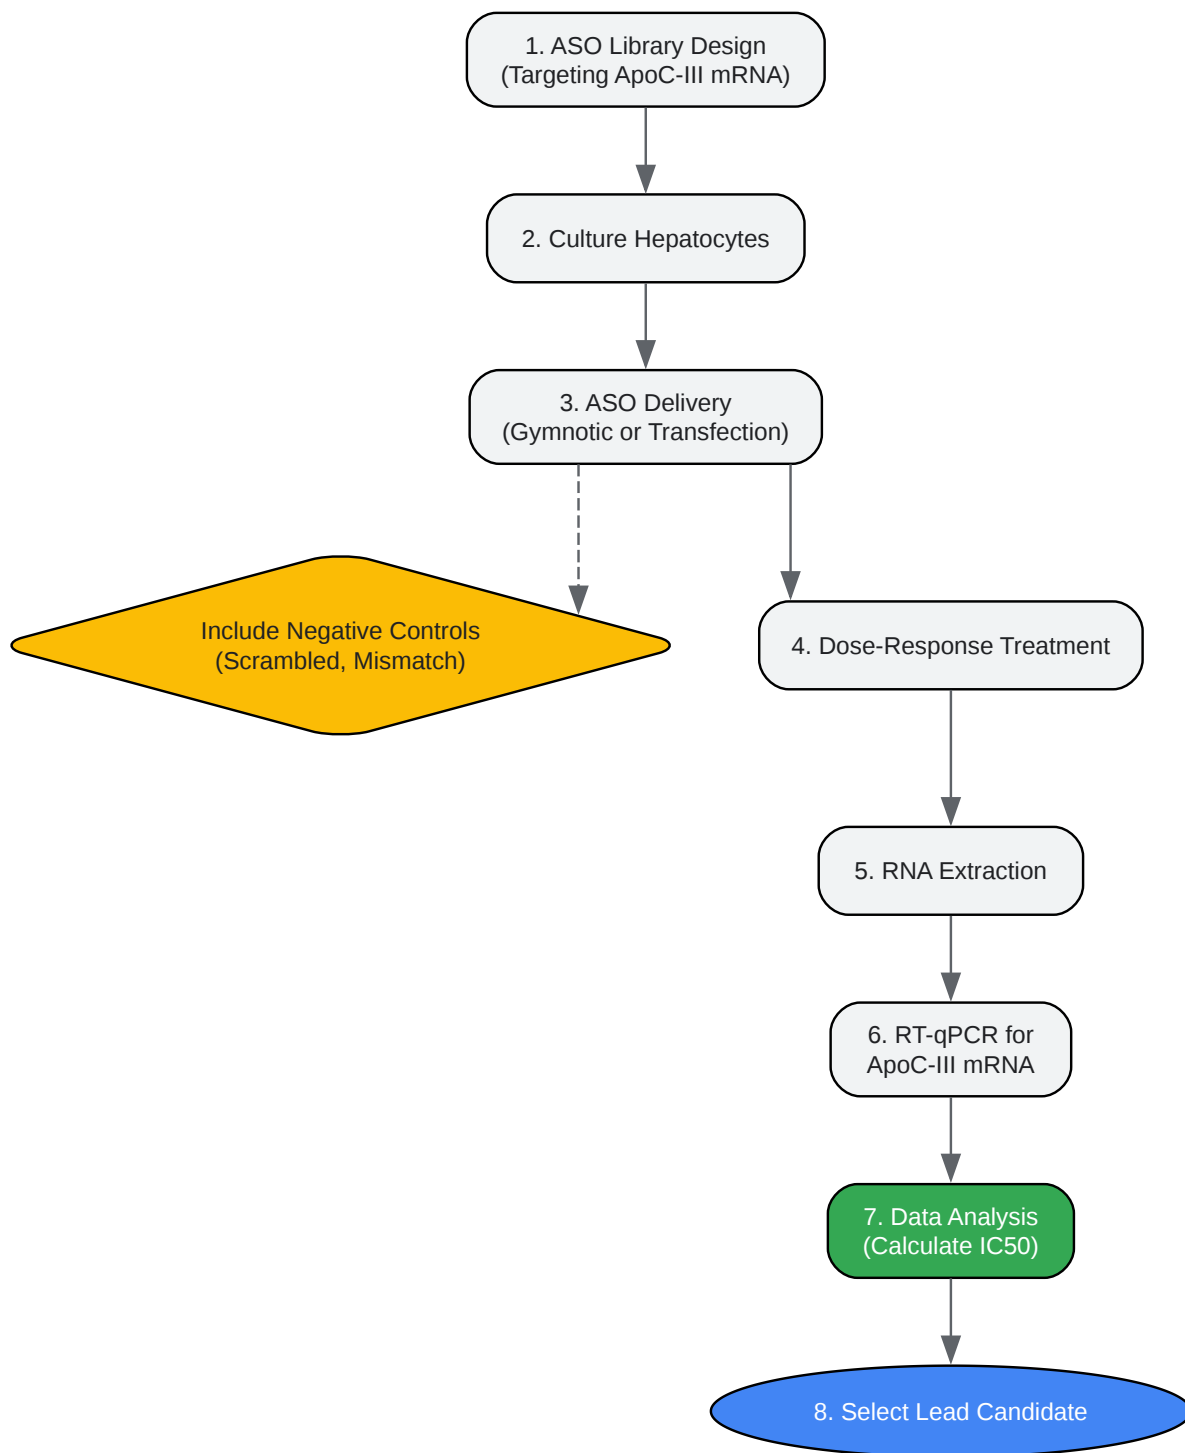 1. ASO Library Design
(Targeting ApoC-III mRNA)
2. Culture Hepatocytes
3. ASO Delivery
(Gymnotic or Transfection)
Include Negative Controls
(Scrambled, Mismatch)
4. Dose-Response Treatment
5. RNA Extraction
6. RT-qPCR for
ApoC-III mRNA
7. Data Analysis
(Calculate IC50)
8. Select Lead Candidate